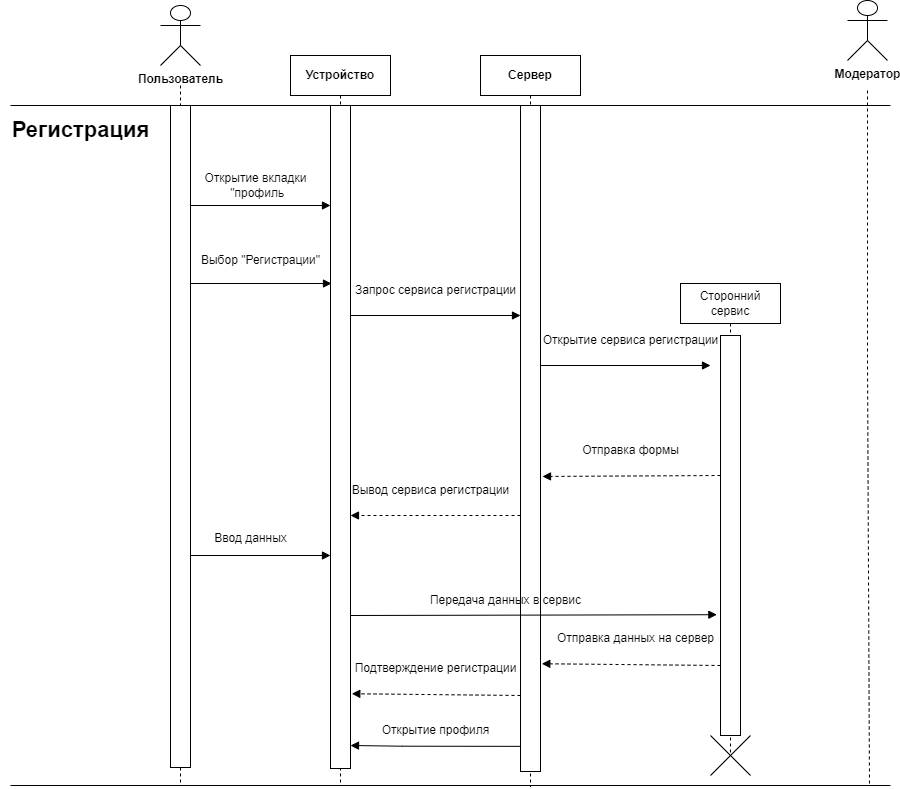 Пользователь
Устройство
Сервер
Модератор
Регистрация
Открытие вкладки
"профиль
Выбор "Регистрации"
Запрос сервиса регистрации
Сторонний
сервис
Открытие сервиса регистрации
Отправка формы
Вывод сервиса регистрации
Ввод данных
Передача данных в сервис
Отправка данных на сервер
Подтверждение регистрации
Открытие профиля